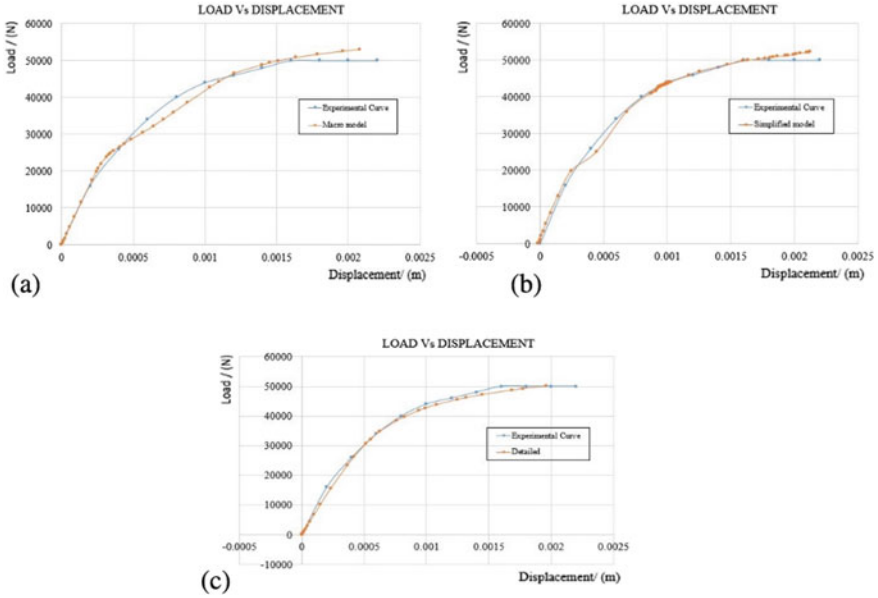 LOAD Vs DISPLACEMENT
Load / (N)
60000
50000
40000
30000
20000
10000
0
Experimental Curve
Macro model
0 0.0005 0.001 0.0015 0.002 0.0025
Displacement/ (m)
(a)
LOAD Vs DISPLACEMENT
Load / (N)
60000
50000
40000
30000
20000
10000
0
Experimental Curve
Simplified model
-0.0005 0 0.0005 0.001 0.0015 0.002 0.0025
Displacement/ (m)
(b)
LOAD Vs DISPLACEMENT
Load / (N)
60000
50000
40000
30000
20000
10000
0
-10000
Experimental Curve
Detailed
-0.0005 0 0.0005 0.001 0.0015 0.002 0.0025
Displacement/ (m)
(c)